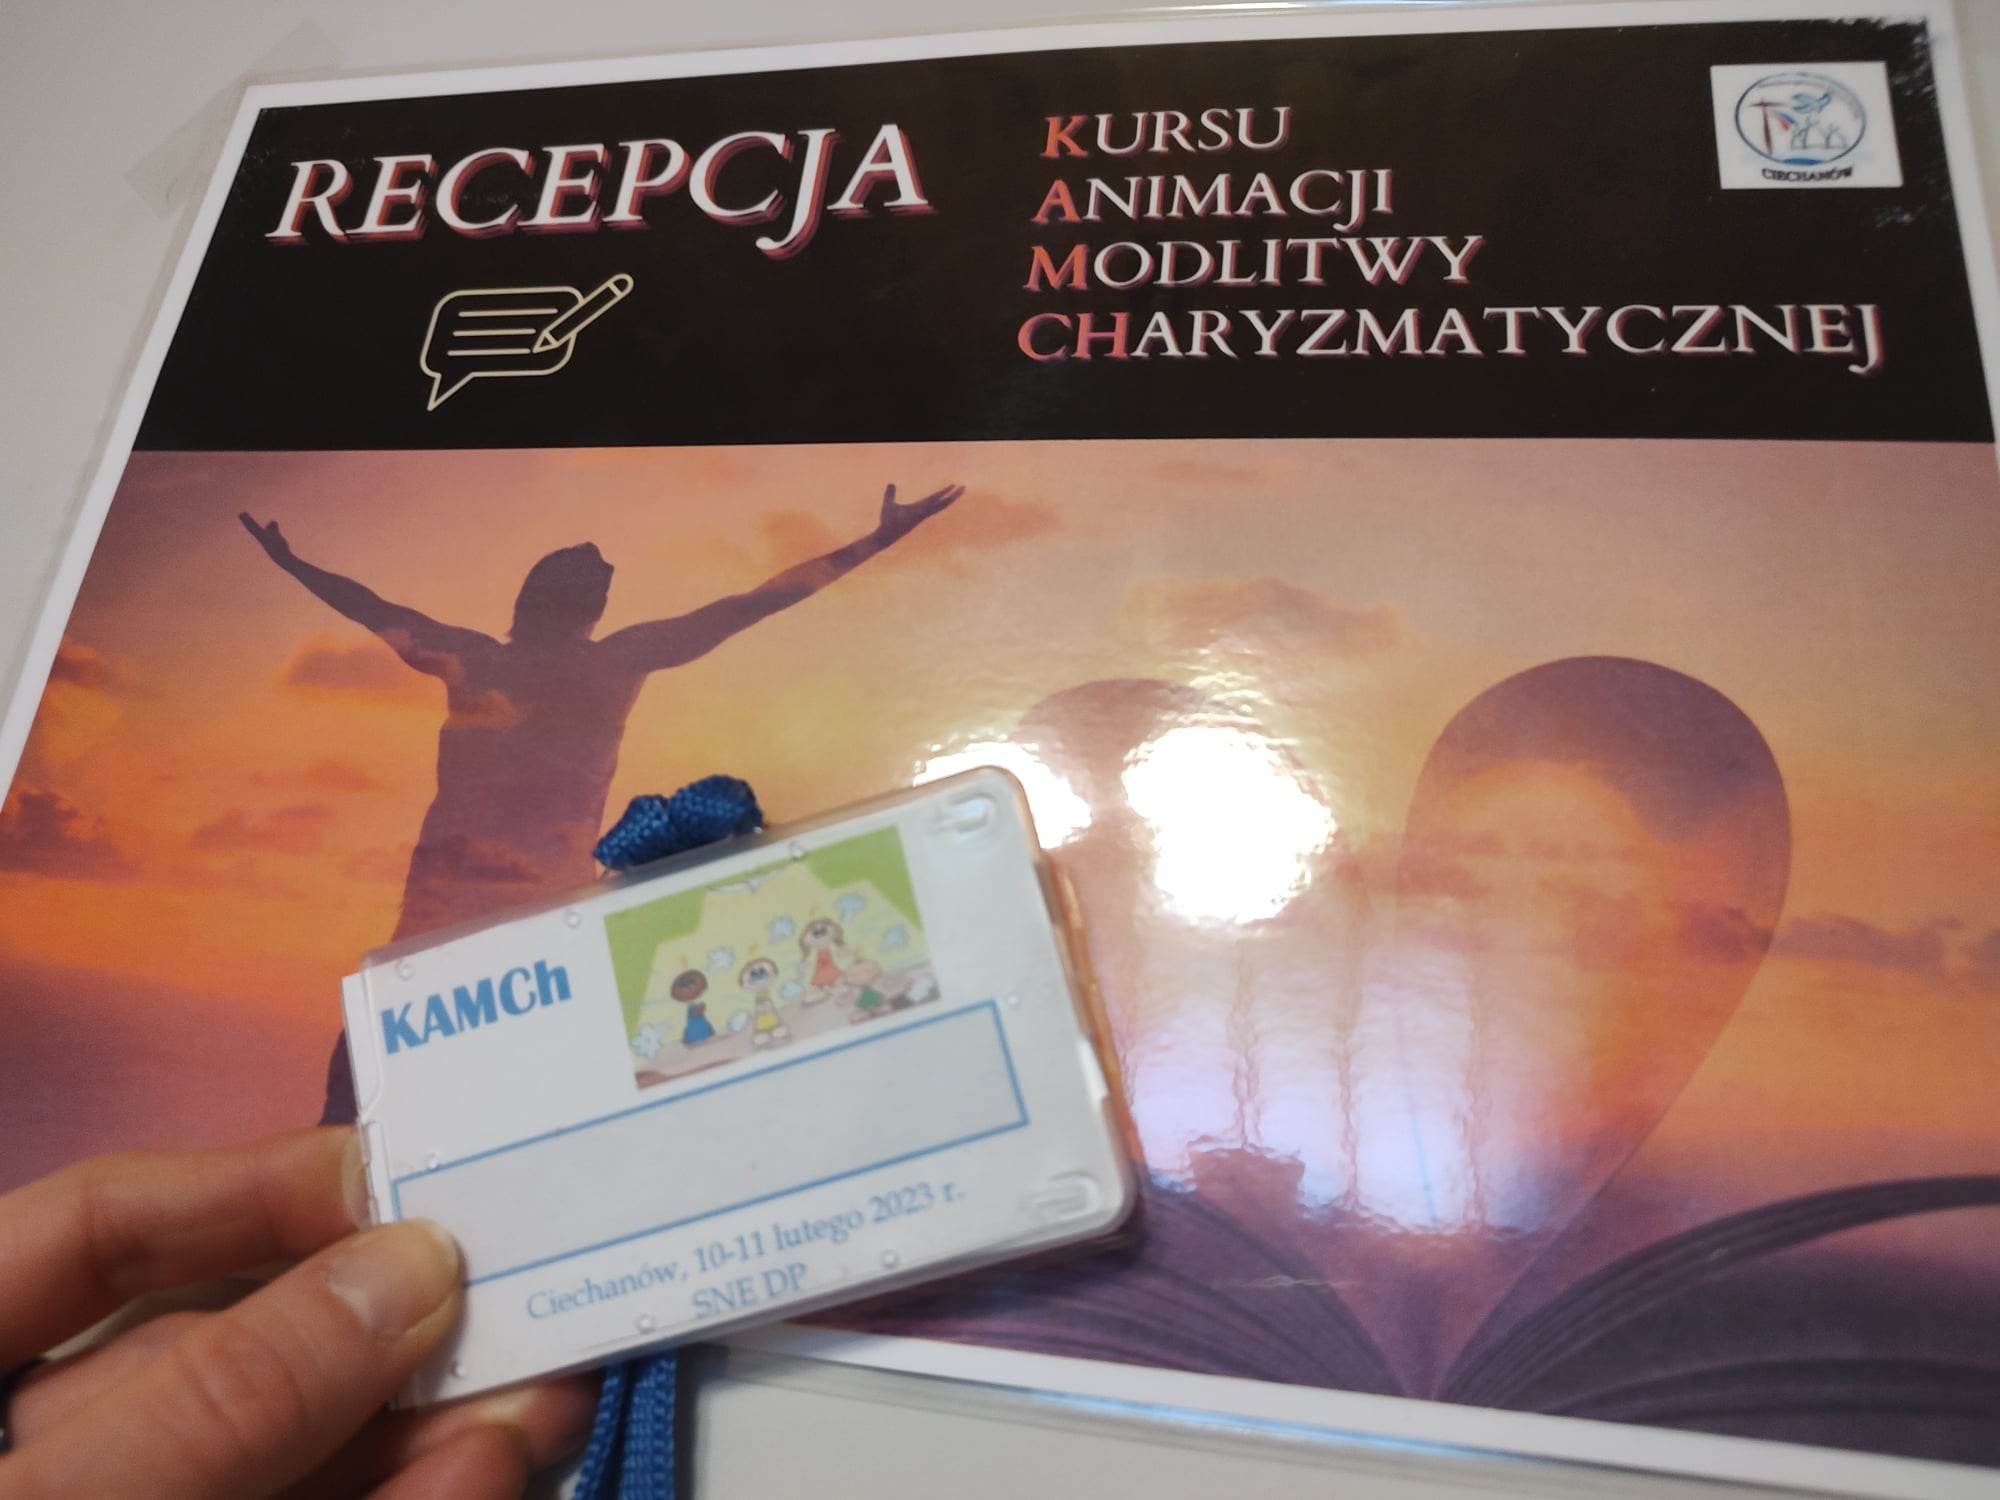 RECEPCJA
KURSU
ANIMACJI
MODLITWY
CHARYZMATYCZNEJ
CIECHANÓW
KAMCh
Ciechanów, 10-11 lutego 2023 r.
SNE DP